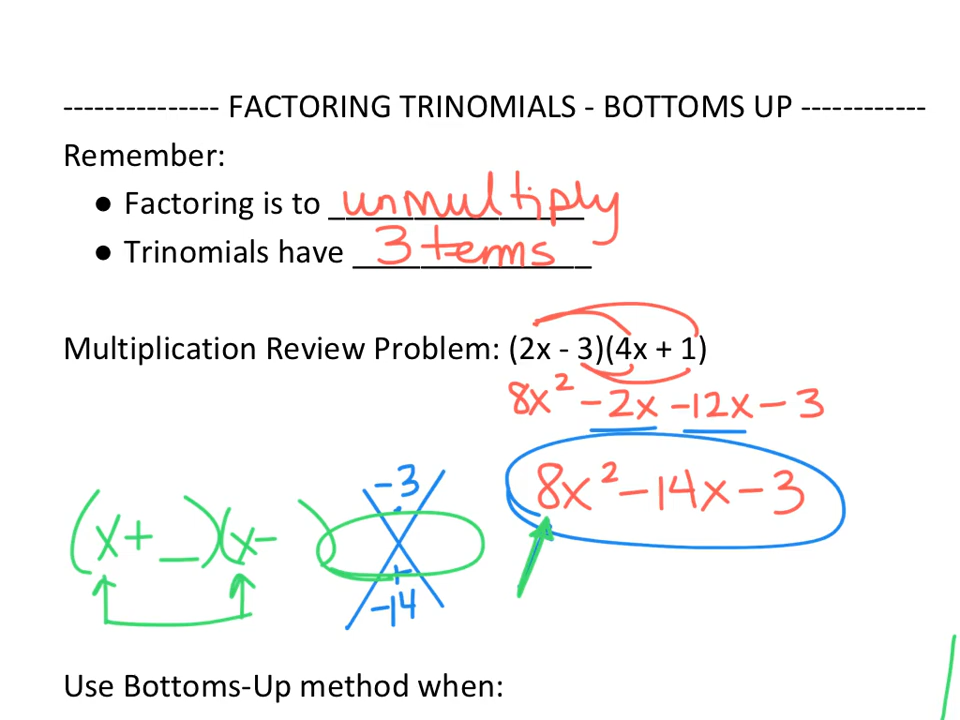 --------------- FACTORING TRINOMIALS - BOTTOMS UP ------------
Remember:
● Factoring is to unmultiply
● Trinomials have 3 terms
Multiplication Review Problem: (2x - 3)(4x + 1)
8x² - 2x - 12x - 3
8x² - 14x - 3
-3
(x + _)(x - )
+
-14
Use Bottoms-Up method when: